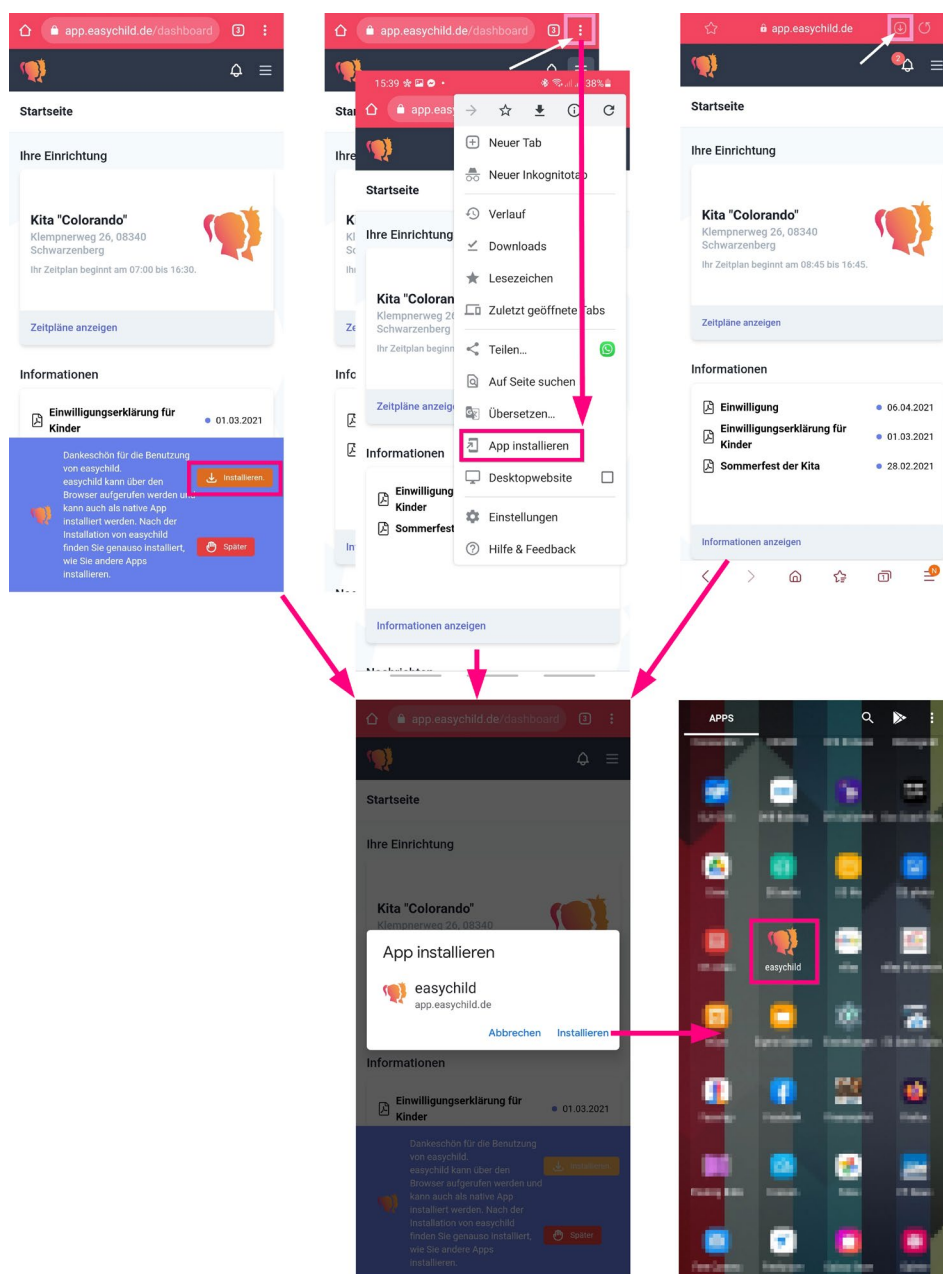 app.easychild.de/dashboard
3
Startseite
Ihre Einrichtung
Kita "Colorando"
Klempnerweg 26, 08340
Schwarzenberg
Ihr Zeitplan beginnt am 07:00 bis 16:30.
Zeitpläne anzeigen
Informationen
Einwilligungserklärung für
Kinder
01.03.2021
Dankeschön für die Benutzung
von easychild.
easychild kann über den
Browser aufgerufen werden und
kann auch als native App
installiert werden. Nach der
Installation von easychild
finden Sie genauso installiert,
wie Sie andere Apps
installieren.
Installieren.
Später
app.easychild.de/dashboard
3
15:39
38%
app.easy
Neuer Tab
Neuer Inkognitotab
Verlauf
Downloads
Lesezeichen
Zuletzt geöffnete Tabs
Teilen...
Auf Seite suchen
Übersetzen...
App installieren
Desktopwebsite
Einstellungen
Hilfe & Feedback
Startseite
Ihre Einrichtung
Kita "Coloran
Klempnerweg 26
Schwarzenberg
Ihr Zeitplan beginn
Zeitpläne anzeig
Informationen
Einwilligung
Kinder
Sommerfest
Informationen anzeigen
app.easychild.de
2
Startseite
Ihre Einrichtung
Kita "Colorando"
Klempnerweg 26, 08340
Schwarzenberg
Ihr Zeitplan beginnt am 08:45 bis 16:45.
Zeitpläne anzeigen
Informationen
Einwilligung
06.04.2021
Einwilligungserklärung für
Kinder
01.03.2021
Sommerfest der Kita
28.02.2021
Informationen anzeigen
1
N
app.easychild.de/dashboard
3
Startseite
Ihre Einrichtung
Kita "Colorando"
Klempnerweg 26, 08340
App installieren
easychild
app.easychild.de
Abbrechen Installieren
Informationen
Einwilligungserklärung für
Kinder
01.03.2021
Dankeschön für die Benutzung
von easychild.
easychild kann über den
Browser aufgerufen werden und
kann auch als native App
installiert werden. Nach der
Installation von easychild
finden Sie genauso installiert,
wie Sie andere Apps
installieren.
Installieren.
Später
APPS
easychild